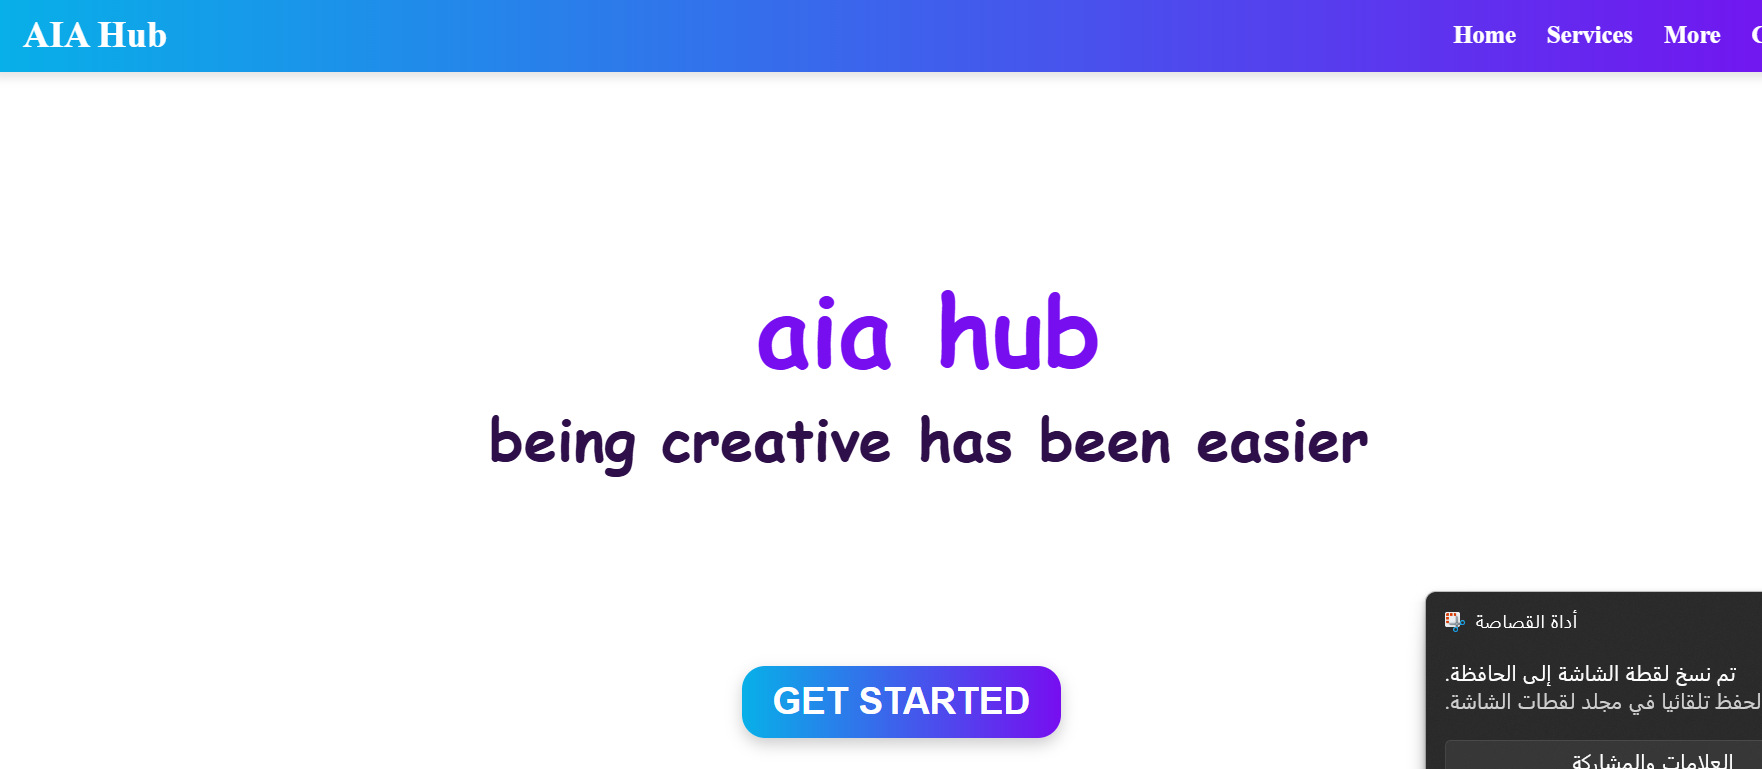 AIA Hub
Home Services More
aia hub
being creative has been easier
GET STARTED
أداة القصاصة
تم نسخ لقطة الشاشة إلى الحافظة.
لحفظ تلقائيا في مجلد لقطات الشاشة.
العلامات والمشاركة